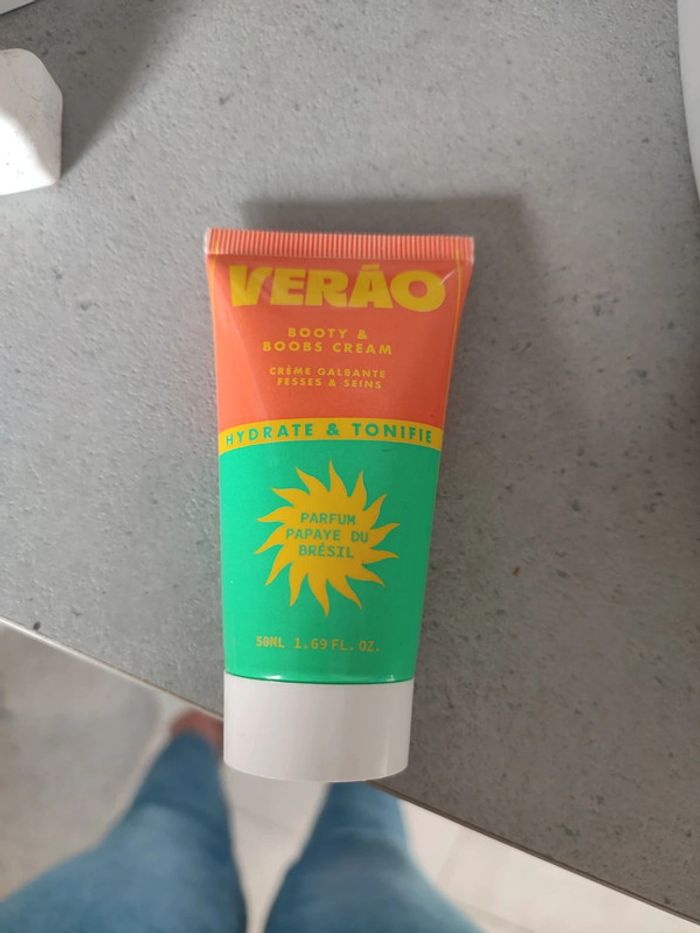 VERÃO
BOOTY &
BOOBS CREAM
CRÈME GALBANTE
FESSES & SEINS
HYDRATE & TONIFIE
PARFUM
PAPAYE DU
BRÉSIL
50ML 1.69 FL. OZ.